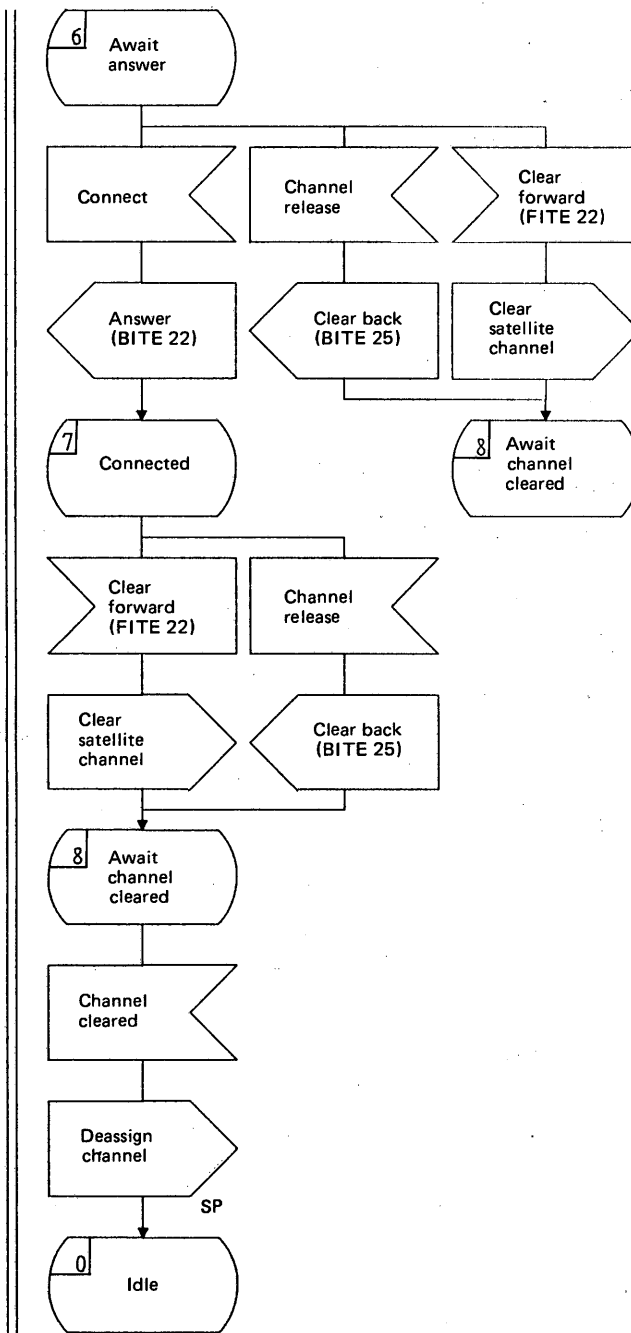 6
Await
answer
Connect
Channel
release
Clear
forward
(FITE 22)
Answer
(BITE 22)
Clear back
(BITE 25)
Clear
satellite
channel
7
Connected
8
Await
channel
cleared
Clear
forward
(FITE 22)
Channel
release
Clear
satellite
channel
Clear back
(BITE 25)
8
Await
channel
cleared
Channel
cleared
Deassign
channel
SP
0
Idle